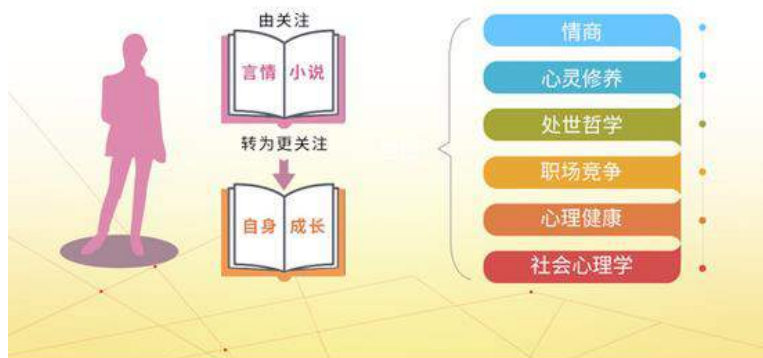 由关注
言情 小说
转为更关注
自身 成长
情商
心灵修养
处世哲学
职场竞争
心理健康
社会心理学